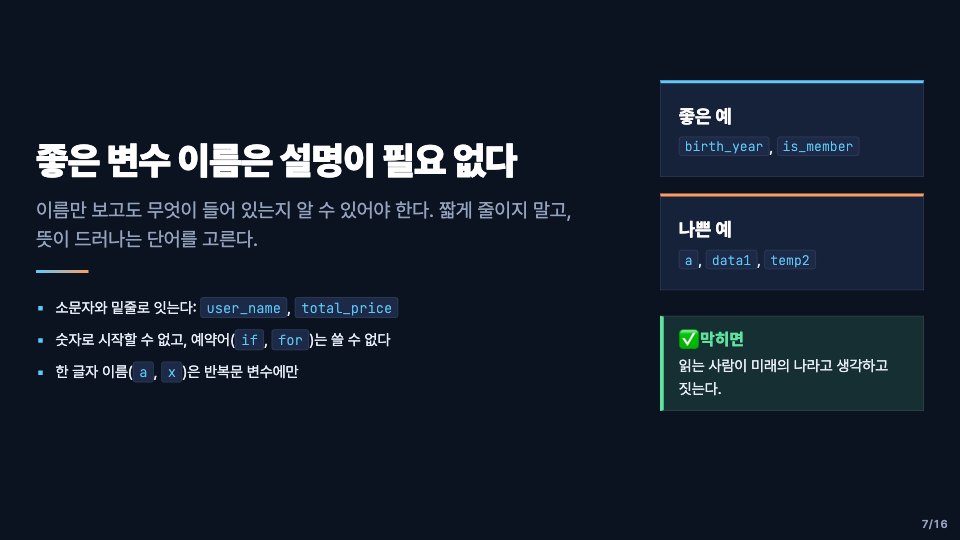 좋은 변수 이름은 설명이 필요 없다
이름만 보고도 무엇이 들어 있는지 알 수 있어야 한다. 짧게 줄이지 말고,
뜻이 드러나는 단어를 고른다.
소문자와 밑줄로 잇는다: user_name, total_price
숫자로 시작할 수 없고, 예약어(if, for)는 쓸 수 없다
한 글자 이름(a, x)은 반복문 변수에만
좋은 예
birth_year, is_member
나쁜 예
a, data1, temp2
✅막히면
읽는 사람이 미래의 나라고 생각하고
짓는다.
7/16